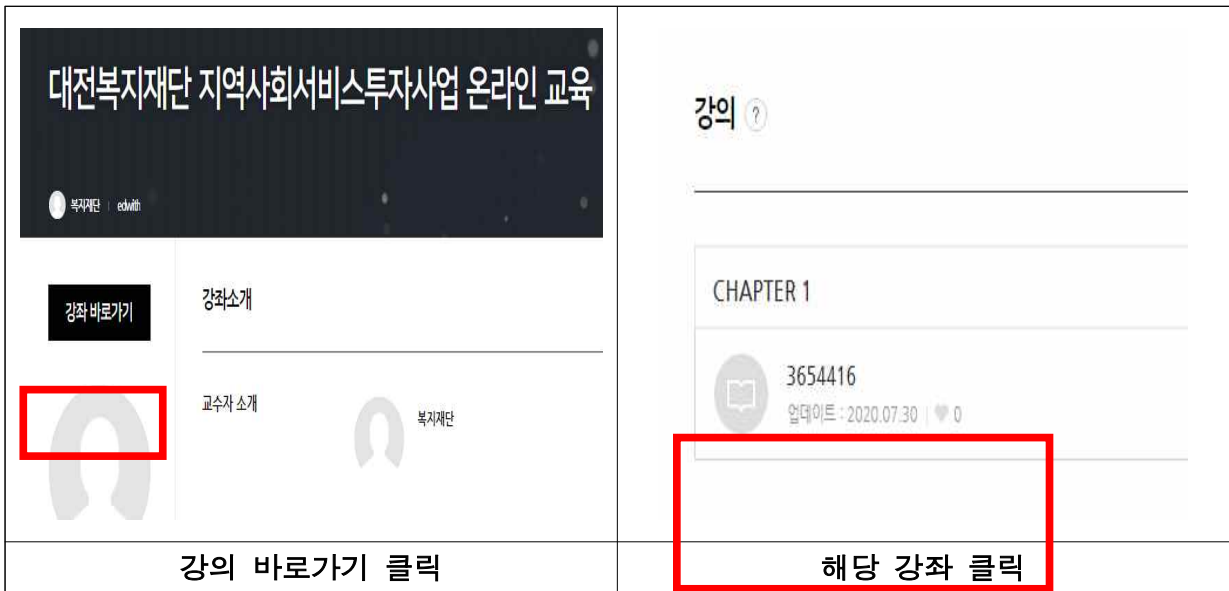 대전복지재단 지역사회서비스투자사업 온라인 교육
복지재단 | edwith
강좌 바로가기
강좌소개
교수자 소개
복지재단
강의 바로가기 클릭
강의 ?
CHAPTER 1
3654416
업데이트 : 2020.07.30 | ♥ 0
해당 강좌 클릭